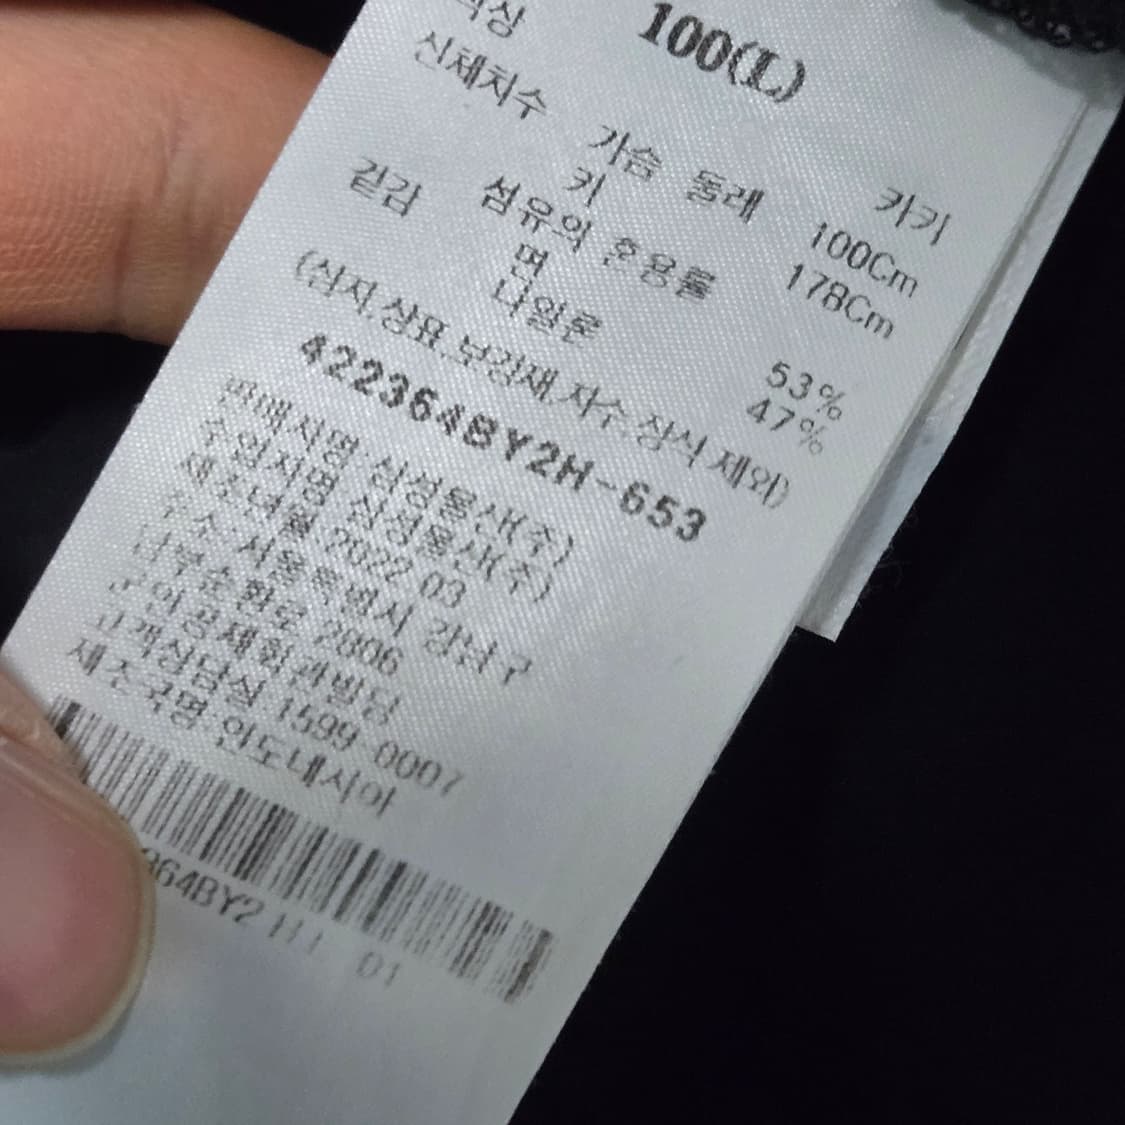 100(L)
색상 카키
신체치수 가슴 둘레 100Cm
키 178Cm
섬유의 혼용률
겉감 면 53%
나일론 47%
(심지,상표,보강재,자수,장식 제외)
422364BY2H-653
판매자명 삼성물산(주)
수입자명 삼성물산(주)
제조년월 2022 03
주소 서울특별시 강남구
남부순환로 2806
군인공제회관빌딩
고객상담실 1599-0007
제조국명 인도네시아
364BY2 H 01